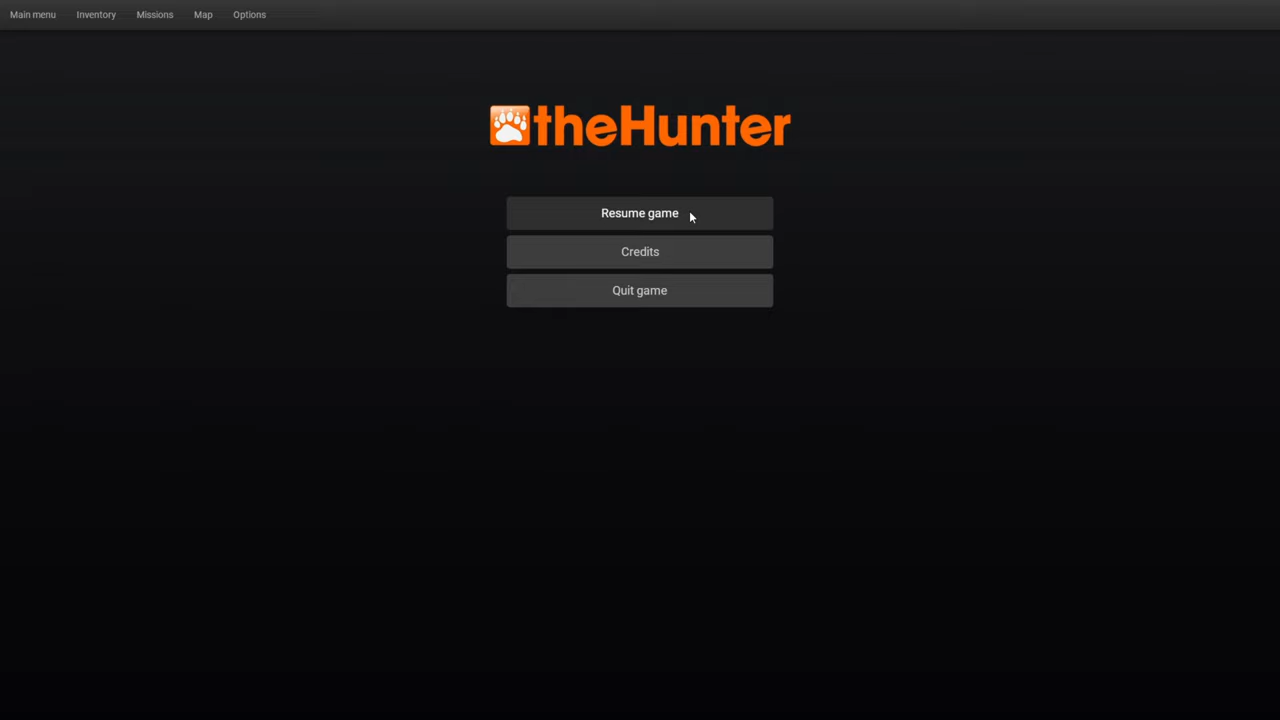 Main menu Inventory Missions Map Options
theHunter
Resume game
Credits
Quit game